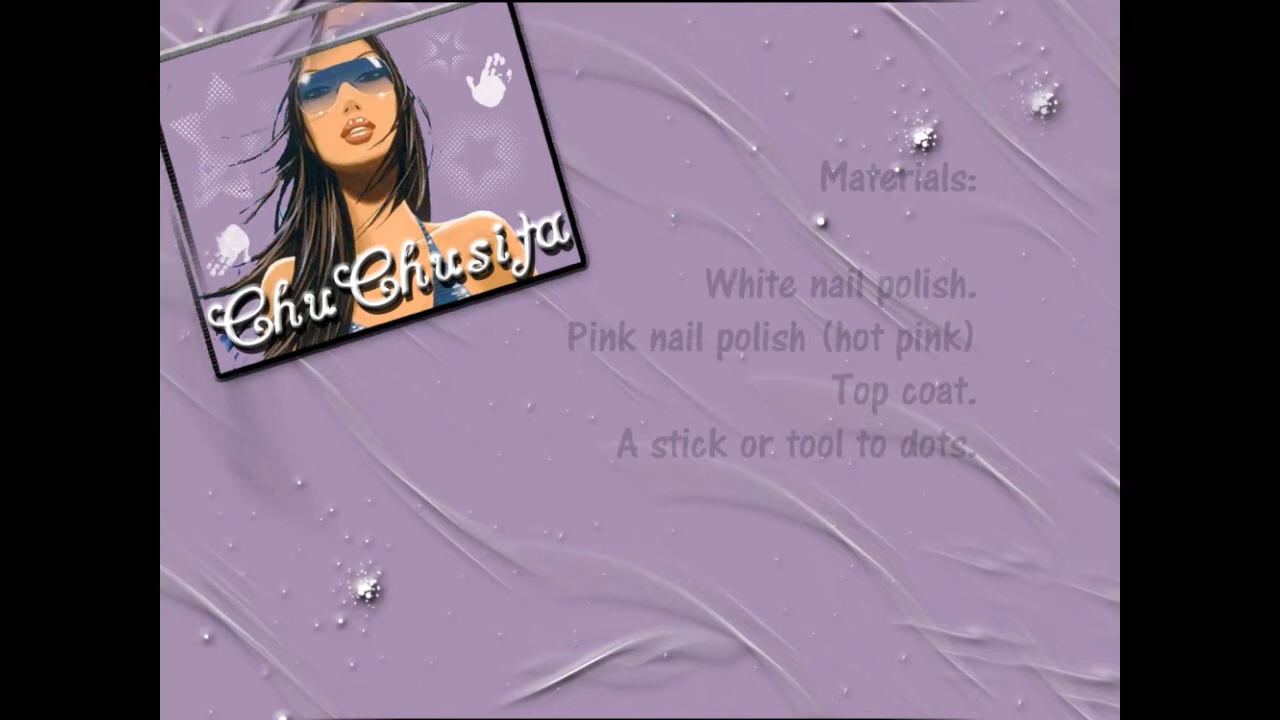 ChuChusita
Materials:
White nail polish.
Pink nail polish (hot pink)
Top coat.
A stick or tool to dots.